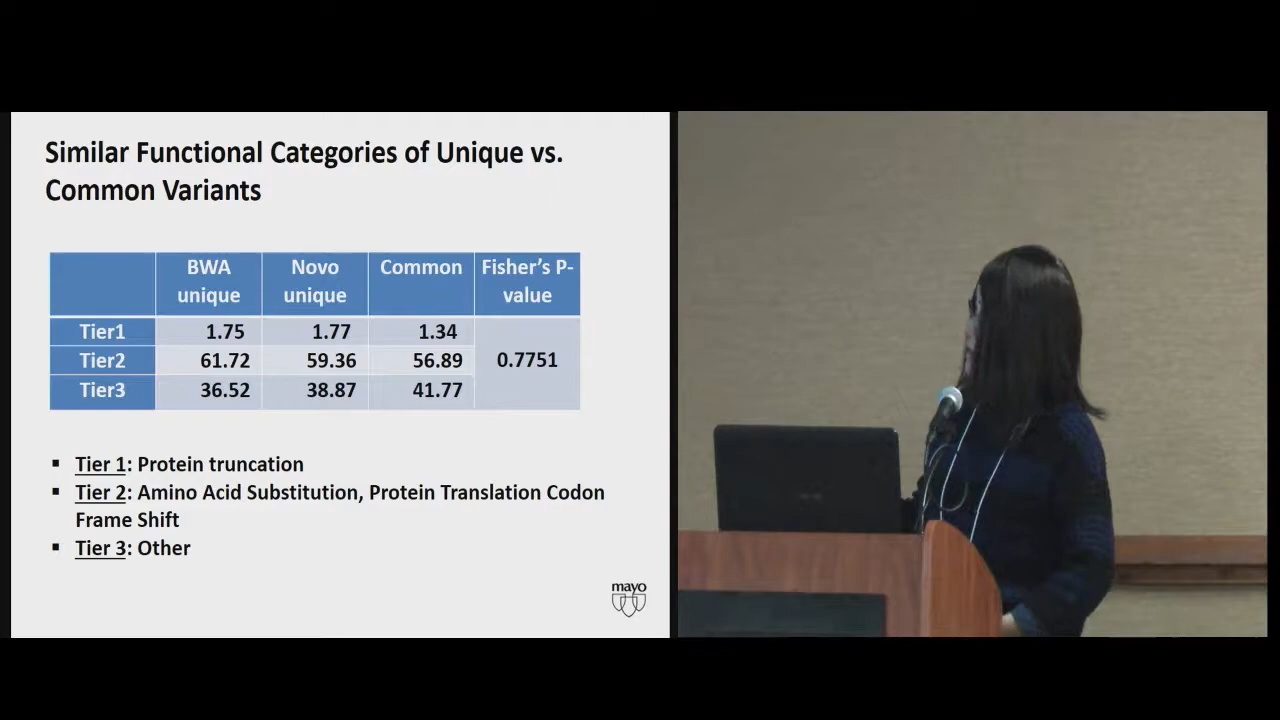 Similar Functional Categories of Unique vs.
Common Variants
BWA unique Novo unique Common Fisher's P-value
Tier1 1.75 1.77 1.34 0.7751
Tier2 61.72 59.36 56.89
Tier3 36.52 38.87 41.77
▪ Tier 1: Protein truncation
▪ Tier 2: Amino Acid Substitution, Protein Translation Codon
Frame Shift
▪ Tier 3: Other
mayo